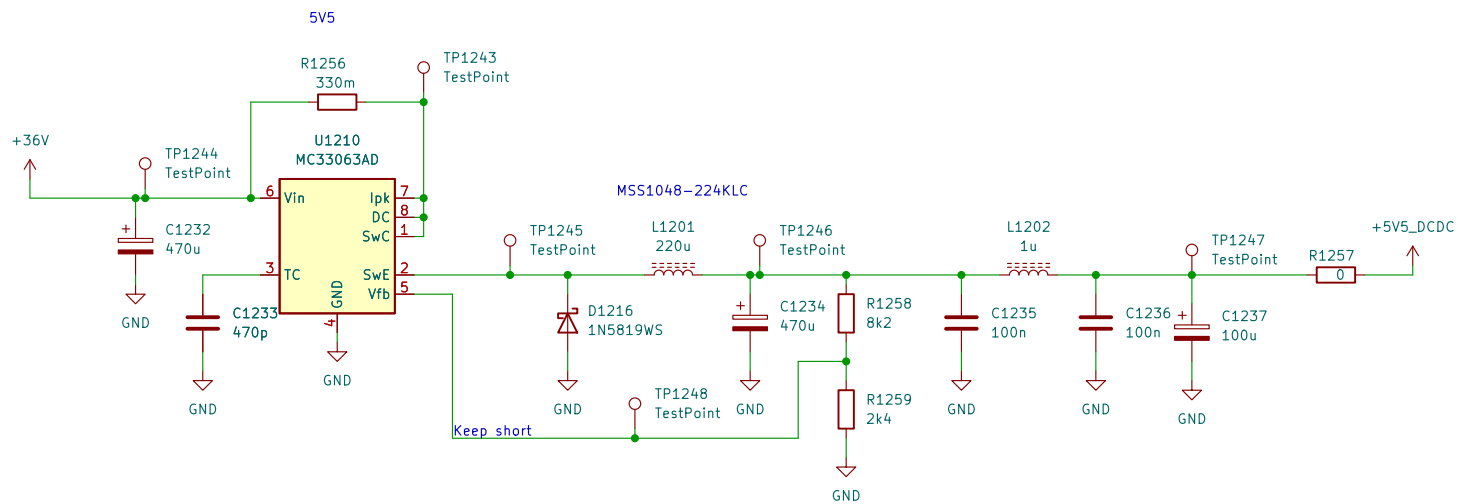 5V5
R1256
330m
TP1243
TestPoint
+36V
TP1244
TestPoint
U1210
MC33063AD
6
Vin
Ipk
7
DC
8
SwC
1
3
TC
SwE
2
Vfb
5
GND
4
C1232
470u
GND
C1233
470p
GND
GND
MSS1048-224KLC
TP1245
TestPoint
L1201
220u
TP1246
TestPoint
L1202
1u
TP1247
TestPoint
R1257
0
+5V5_DCDC
D1216
1N5819WS
GND
C1234
470u
GND
R1258
8k2
C1235
100n
GND
C1236
100n
GND
C1237
100u
GND
TP1248
TestPoint
R1259
2k4
GND
Keep short